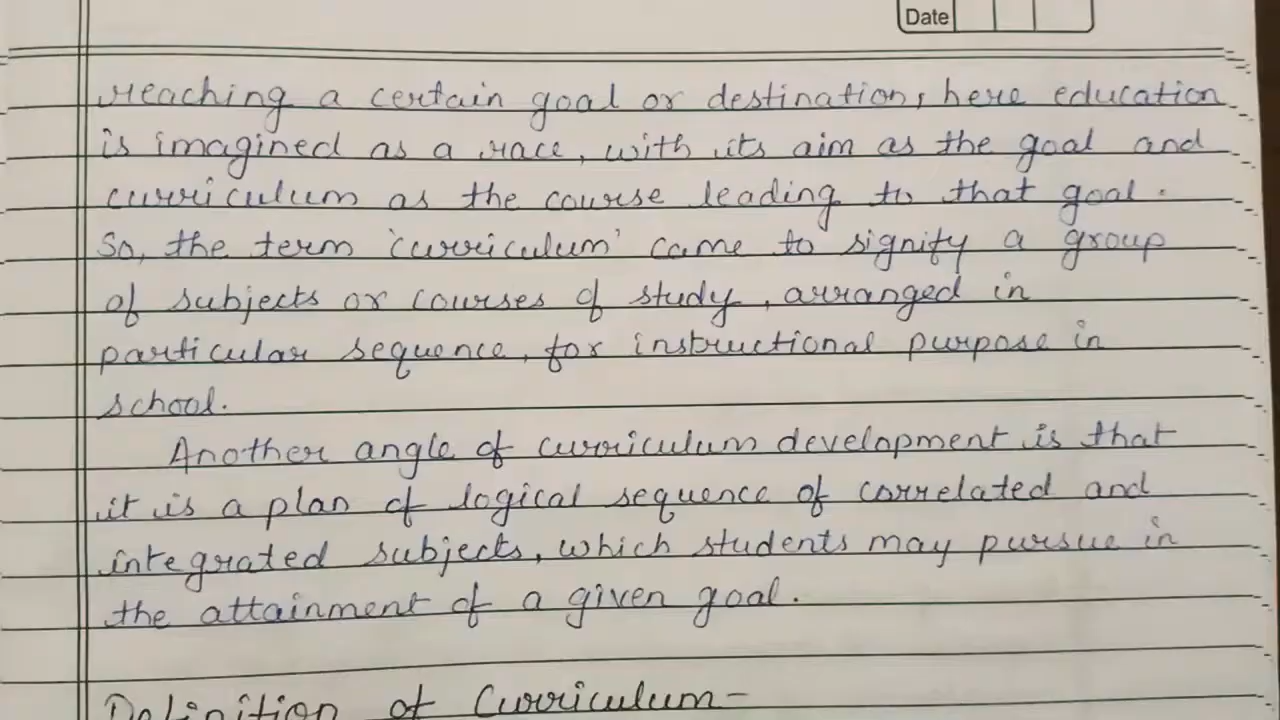 Date
reaching a certain goal or destination, here education
is imagined as a race, with its aim as the goal and
curriculum as the course leading to that goal.
So, the term 'curriculum' came to signify a group
of subjects or courses of study, arranged in
particular sequence, for instructional purpose in
school.
Another angle of curriculum development is that
it is a plan of logical sequence of correlated and
integrated subjects, which students may pursue in
the attainment of a given goal.
Definition of Curriculum-